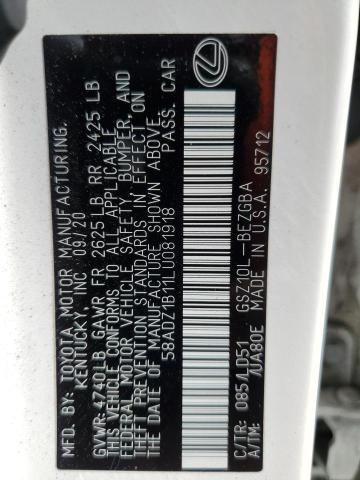 MFD. BY: TOYOTA MOTOR MANUFACTURING.
KENTUCKY, INC 09/20
GVWR: 4740 LB GAWR FR 2625 LB RR 2425 LB
THIS VEHICLE CONFORMS TO ALL APPLICABLE
FEDERAL MOTOR VEHICLE SAFETY, BUMPER, AND
THEFT PREVENTION STANDARDS IN EFFECT ON
THE DATE OF MANUFACTURE SHOWN ABOVE.
58ADZ1B11LU081918 PASS. CAR
C/TR: 085/LD51 GSZ10L-BEZGBA
A/TM: /UA80E MADE IN U.S.A. 95712